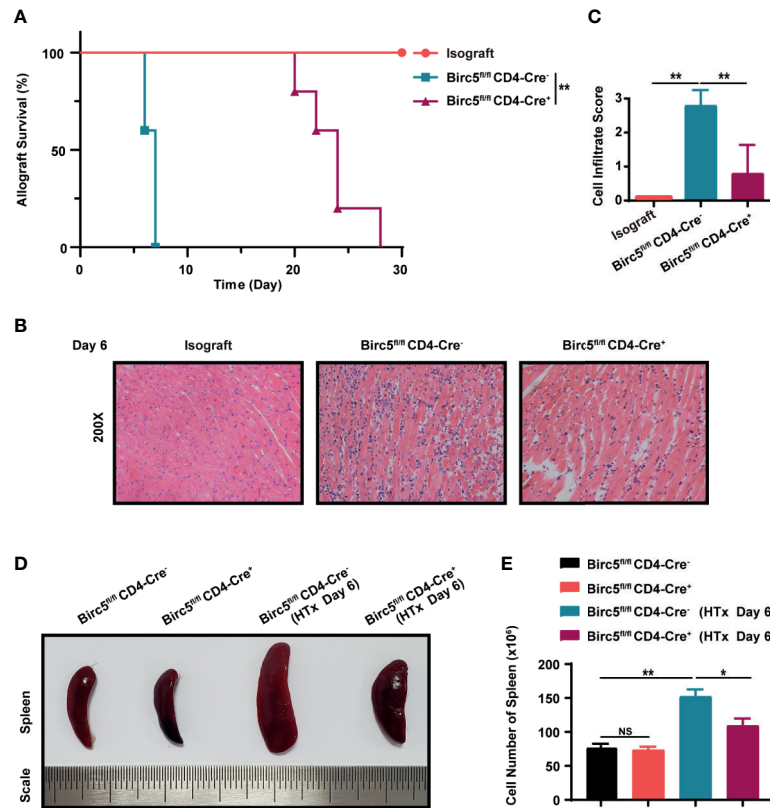 A
100
50
0
Allograft Survival (%)
0
10
20
30
Time (Day)
Isograft
Birc5fl/fl CD4-Cre-
Birc5fl/fl CD4-Cre+
**
C
Cell Infiltrate Score
3
2
1
0
**
**
Isograft
Birc5fl/fl CD4-Cre-
Birc5fl/fl CD4-Cre+
B
Day 6
Isograft
Birc5fl/fl CD4-Cre-
Birc5fl/fl CD4-Cre+
200X
D
Birc5fl/fl CD4-Cre-
Birc5fl/fl CD4-Cre+
Birc5fl/fl CD4-Cre-
(HTx Day 6)
Birc5fl/fl CD4-Cre+
(HTx Day 6)
Spleen
Scale
E
Birc5fl/fl CD4-Cre-
Birc5fl/fl CD4-Cre+
Birc5fl/fl CD4-Cre- (HTx Day 6
Birc5fl/fl CD4-Cre+ (HTx Day 6
Cell Number of Spleen (x10⁶)
200
150
100
50
0
**
*
NS